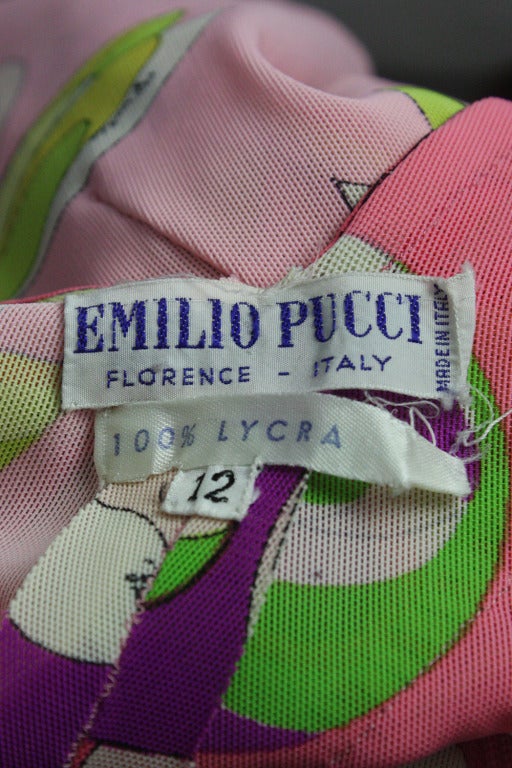 EMILIO PUCCI
FLORENCE - ITALY
MADE IN ITALY
100% LYCRA
12